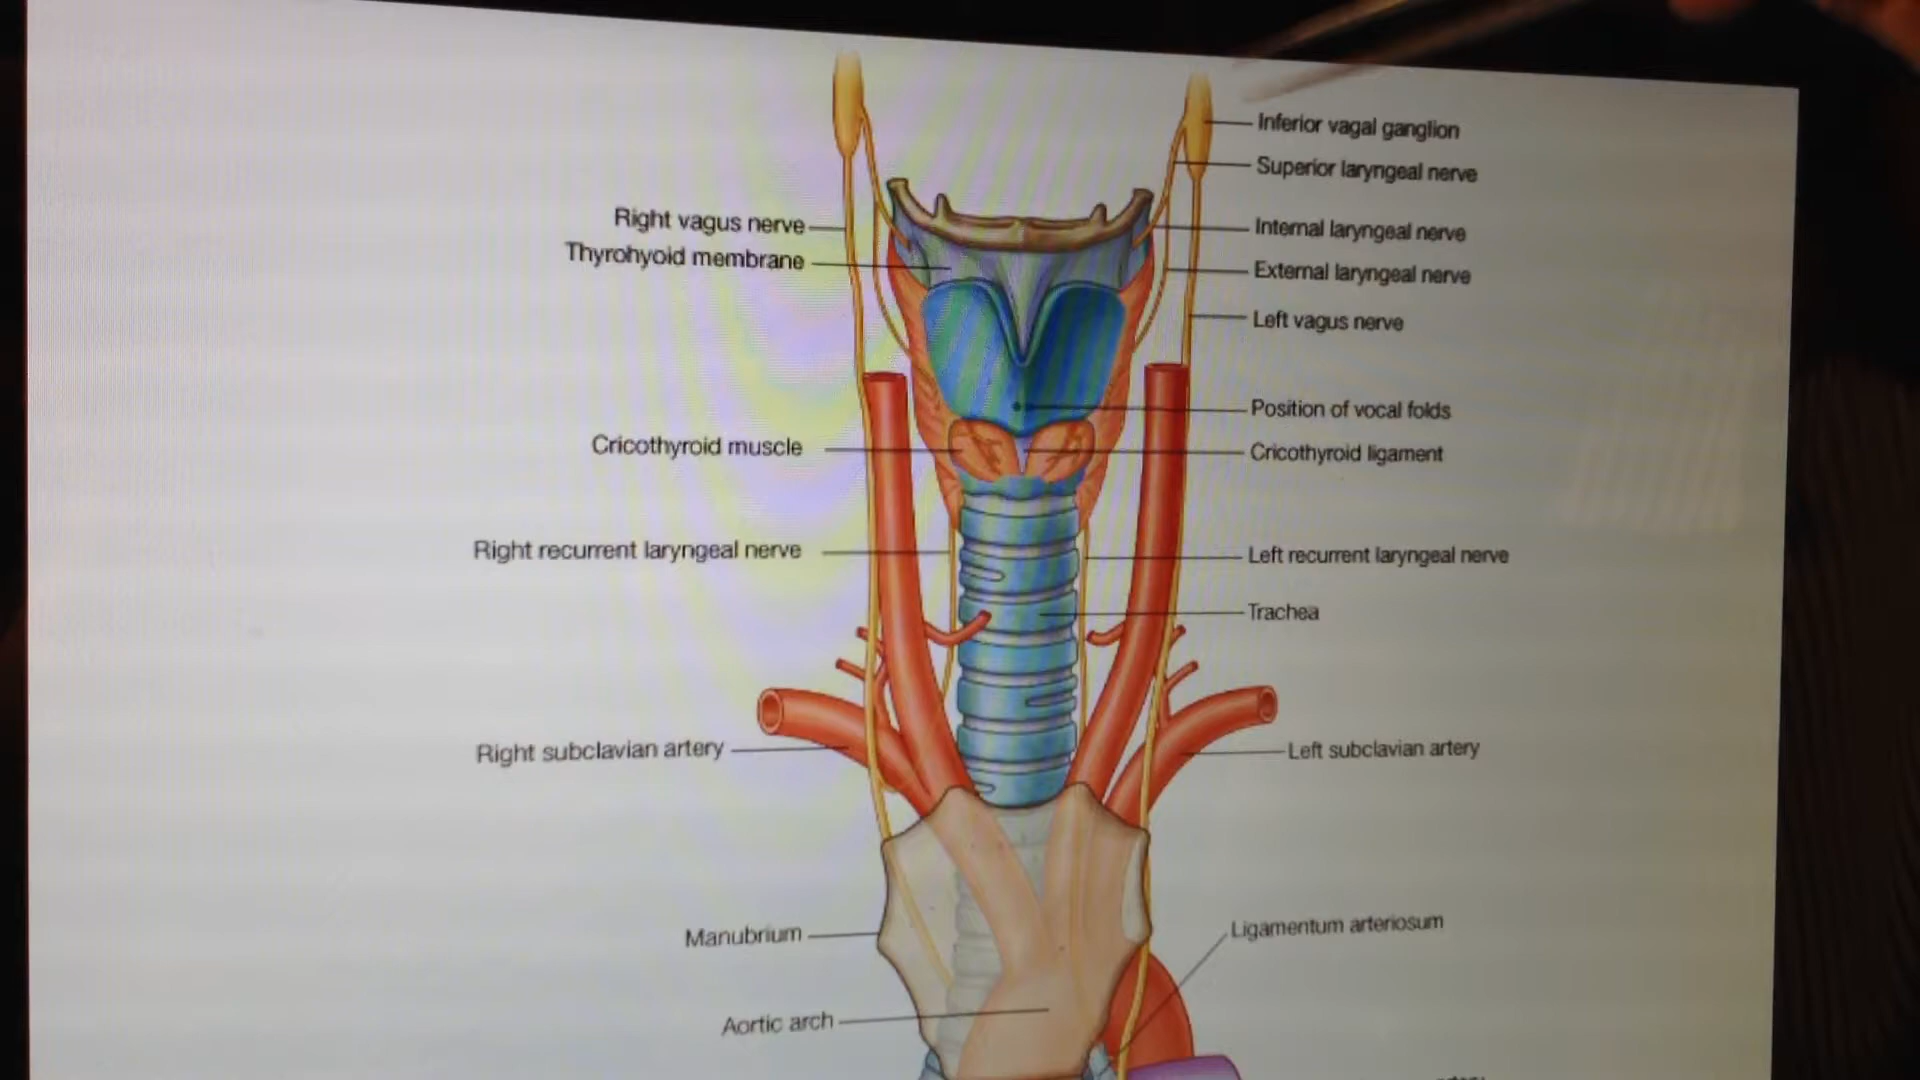 Inferior vagal ganglion
Superior laryngeal nerve
Right vagus nerve
Internal laryngeal nerve
Thyrohyoid membrane
External laryngeal nerve
Left vagus nerve
Position of vocal folds
Cricothyroid muscle
Cricothyroid ligament
Right recurrent laryngeal nerve
Left recurrent laryngeal nerve
Trachea
Right subclavian artery
Left subclavian artery
Manubrium
Ligamentum arteriosum
Aortic arch